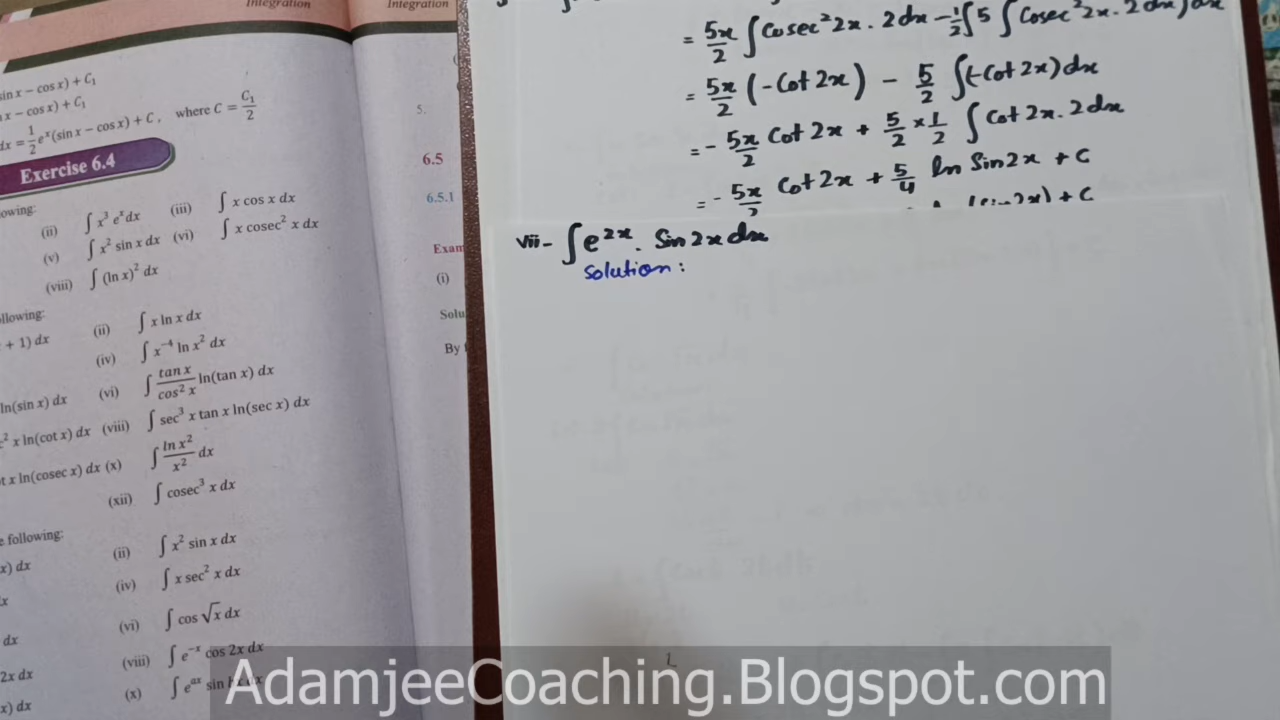 Integration
Integration
sin x − cos x) + C₁
x − cos x) + C₁
dx = 1/2 eˣ(sin x − cos x) + C, where C = C₁/2
Exercise 6.4
owing:
(ii) ∫ x³ eˣ dx (iii) ∫ x cos x dx
(v) ∫ x² sin x dx (vi) ∫ x cosec² x dx
(viii) ∫ (ln x)² dx
llowing:
+ 1) dx (ii) ∫ x ln x dx
(iv) ∫ x⁻⁴ ln x² dx
ln(sin x) dx (vi) ∫ tan x/cos² x ln(tan x) dx
² x ln(cot x) dx (viii) ∫ sec³ x tan x ln(sec x) dx
t x ln(cosec x) dx (x) ∫ ln x²/x² dx
(xii) ∫ cosec³ x dx
e following:
x) dx (ii) ∫ x² sin x dx
x (iv) ∫ x sec² x dx
dx (vi) ∫ cos √x dx
2x dx (viii) ∫ e⁻ˣ cos 2x dx
x) dx (x) ∫ eᵃˣ sin
5.
6.5
6.5.1
Exam
(i)
Solu
By
= 5x/2 ∫ Cosec² 2x . 2dx − 1/2 ∫ 5 ∫ Cosec² 2x . 2dx) dx
= 5x/2 (−Cot 2x) − 5/2 ∫(−Cot 2x) dx
= − 5x/2 Cot 2x + 5/2 × 1/2 ∫ Cot 2x . 2dx
= − 5x/2 Cot 2x + 5/4 ln Sin 2x + C
vii − ∫ e²ˣ . Sin 2x dx
Solution :
AdamjeeCoaching.Blogspot.com